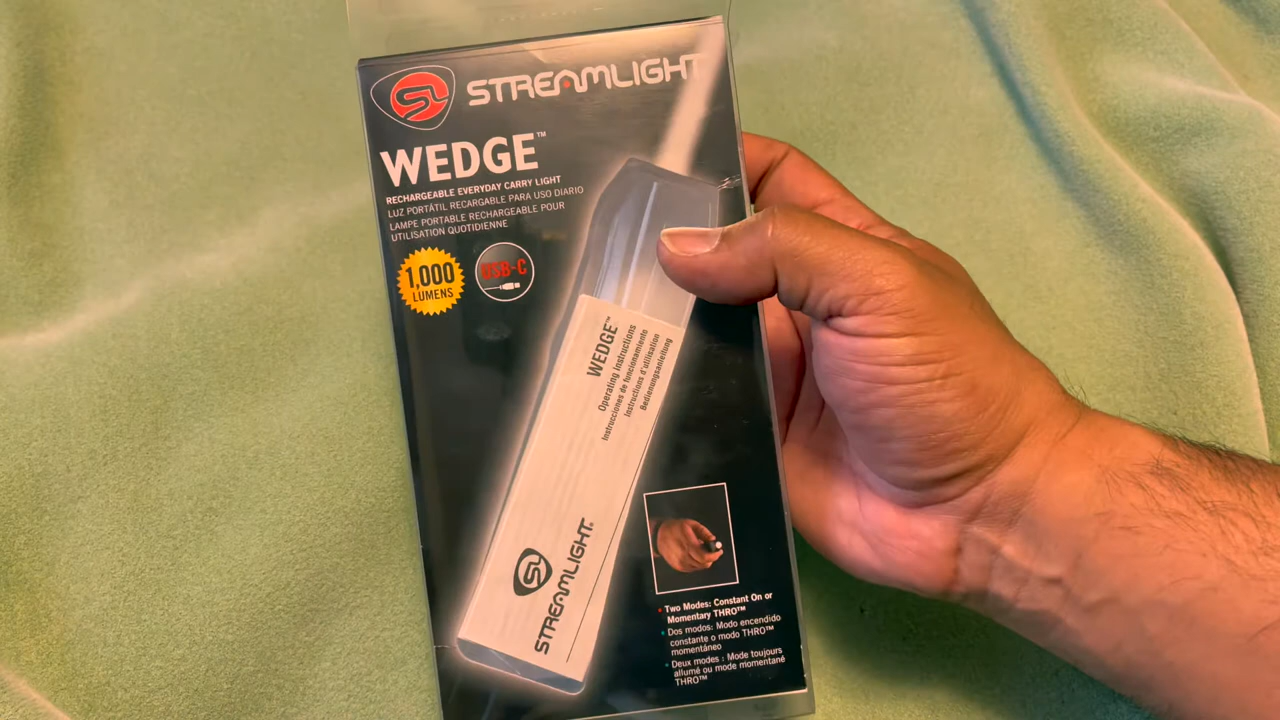 STREAMLIGHT
WEDGE™
RECHARGEABLE EVERYDAY CARRY LIGHT
LUZ PORTÁTIL RECARGABLE PARA USO DIARIO
LAMPE PORTABLE RECHARGEABLE POUR
UTILISATION QUOTIDIENNE
1,000
LUMENS
USB-C
WEDGE™
Operating Instructions
Instrucciones de funcionamiento
Instructions d'utilisation
Bedienungsanleitung
STREAMLIGHT®
• Two Modes: Constant On or
Momentary THRO™
• Dos modos: Modo encendido
constante o modo THRO™
momentáneo
• Deux modes : Mode toujours
allumé ou mode momentané
THRO™